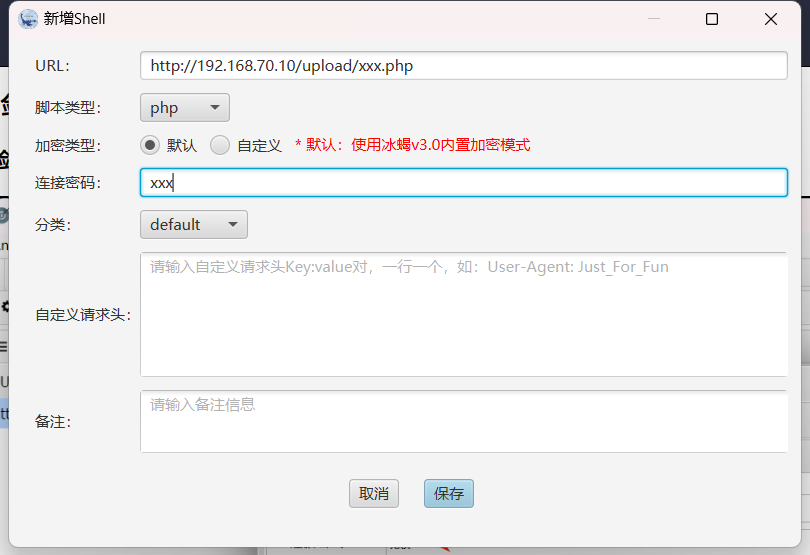 新增Shell
URL: http://192.168.70.10/upload/xxx.php
脚本类型: php
加密类型: 默认 自定义 * 默认：使用冰蝎v3.0内置加密模式
连接密码: xxx
分类: default
自定义请求头: 请输入自定义请求头Key:value对，一行一个，如：User-Agent: Just_For_Fun
备注: 请输入备注信息
取消 保存